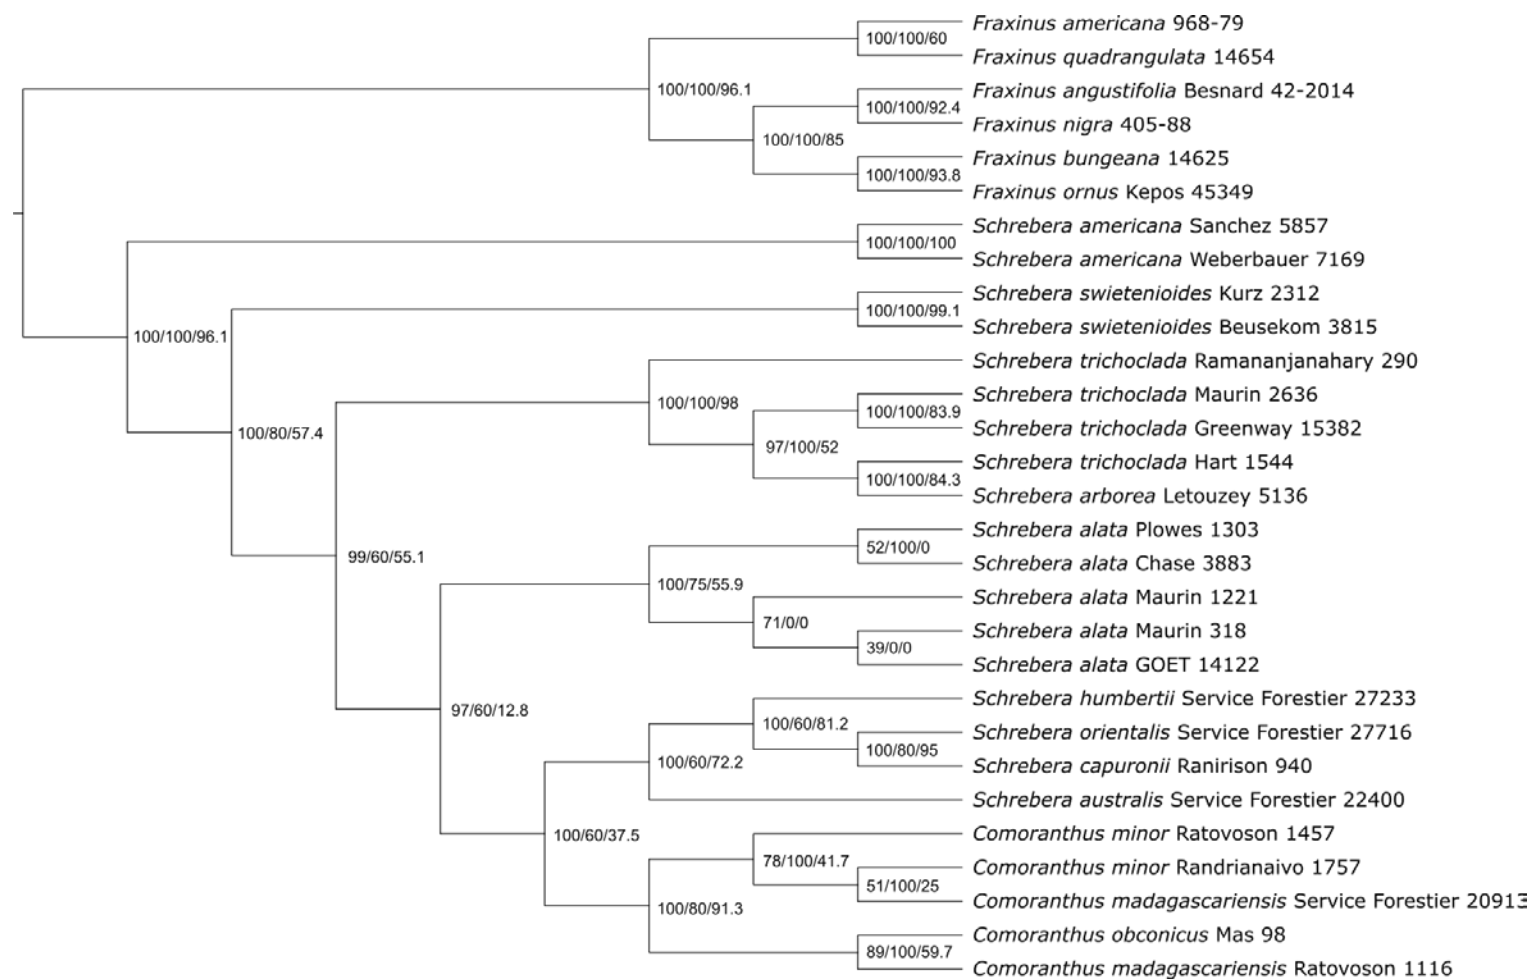 Fraxinus americana 968-79
100/100/60
Fraxinus quadrangulata 14654
100/100/96.1
Fraxinus angustifolia Besnard 42-2014
100/100/92.4
Fraxinus nigra 405-88
100/100/85
Fraxinus bungeana 14625
100/100/93.8
Fraxinus ornus Kepos 45349
Schrebera americana Sanchez 5857
100/100/100
Schrebera americana Weberbauer 7169
Schrebera swietenioides Kurz 2312
100/100/99.1
Schrebera swietenioides Beusekom 3815
100/100/96.1
Schrebera trichoclada Ramananjanahary 290
Schrebera trichoclada Maurin 2636
100/100/98
100/100/83.9
Schrebera trichoclada Greenway 15382
100/80/57.4
97/100/52
Schrebera trichoclada Hart 1544
100/100/84.3
Schrebera arborea Letouzey 5136
Schrebera alata Plowes 1303
52/100/0
99/60/55.1
Schrebera alata Chase 3883
100/75/55.9
Schrebera alata Maurin 1221
71/0/0
Schrebera alata Maurin 318
39/0/0
Schrebera alata GOET 14122
Schrebera humbertii Service Forestier 27233
97/60/12.8
100/60/81.2
Schrebera orientalis Service Forestier 27716
100/80/95
100/60/72.2
Schrebera capuronii Ranirison 940
Schrebera australis Service Forestier 22400
100/60/37.5
Comoranthus minor Ratovoson 1457
78/100/41.7
Comoranthus minor Randrianaivo 1757
51/100/25
Comoranthus madagascariensis Service Forestier 20913
100/80/91.3
Comoranthus obconicus Mas 98
89/100/59.7
Comoranthus madagascariensis Ratovoson 1116